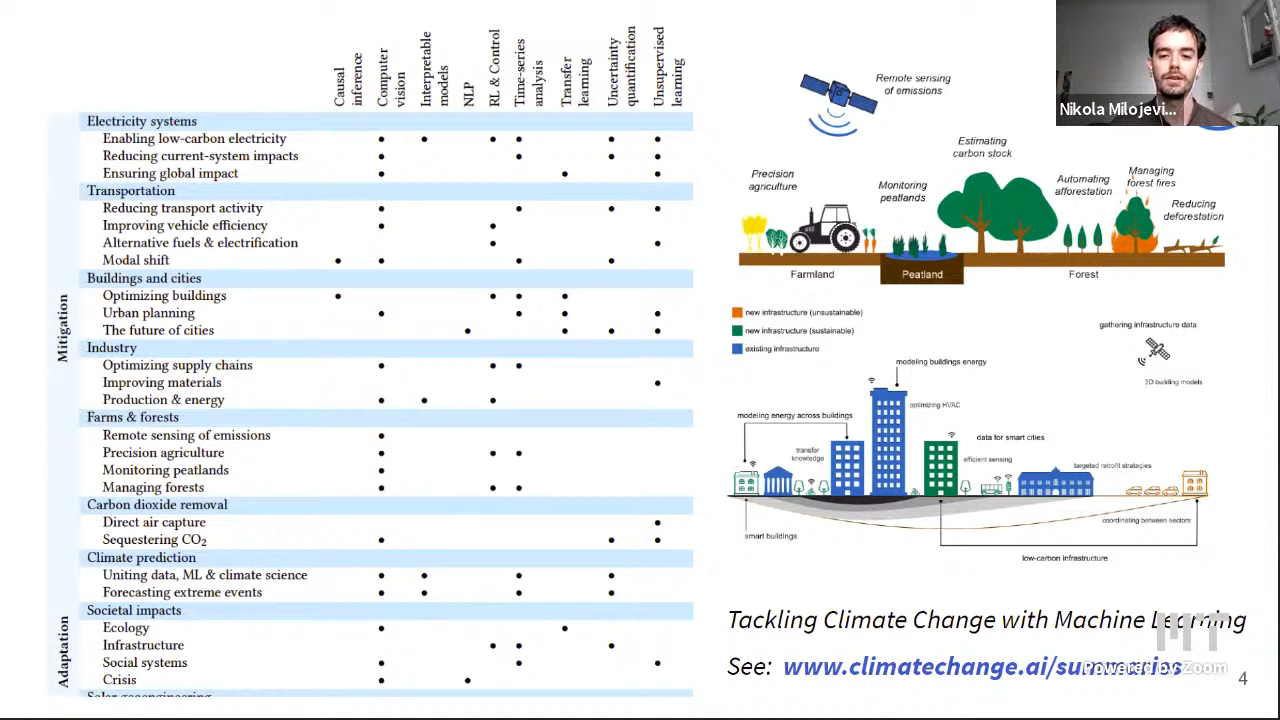 Causal
inference
Computer
vision
Interpretable
models
NLP
RL & Control
Time-series
analysis
Transfer
learning
Uncertainty
quantification
Unsupervised
learning
Mitigation
Electricity systems
Enabling low-carbon electricity
Reducing current-system impacts
Ensuring global impact
Transportation
Reducing transport activity
Improving vehicle efficiency
Alternative fuels & electrification
Modal shift
Buildings and cities
Optimizing buildings
Urban planning
The future of cities
Industry
Optimizing supply chains
Improving materials
Production & energy
Farms & forests
Remote sensing of emissions
Precision agriculture
Monitoring peatlands
Managing forests
Carbon dioxide removal
Direct air capture
Sequestering CO2
Climate prediction
Uniting data, ML & climate science
Forecasting extreme events
Adaptation
Societal impacts
Ecology
Infrastructure
Social systems
Crisis
Solar geoengineering
Remote sensing
of emissions
Nikola Milojevi...
Estimating
carbon stock
Precision
agriculture
Monitoring
peatlands
Automating
afforestation
Managing
forest fires
Reducing
deforestation
Farmland
Peatland
Forest
new infrastructure (unsustainable)
new infrastructure (sustainable)
existing infrastructure
gathering infrastructure data
3D building models
modeling buildings energy
optimizing HVAC
modeling energy across buildings
transfer
knowledge
data for smart cities
efficient sensing
targeted retrofit strategies
coordinating between sectors
smart buildings
low-carbon infrastructure
Tackling Climate Change with Machine Learning
See: www.climatechange.ai/summaries
MIT
Powered by Zoom
4